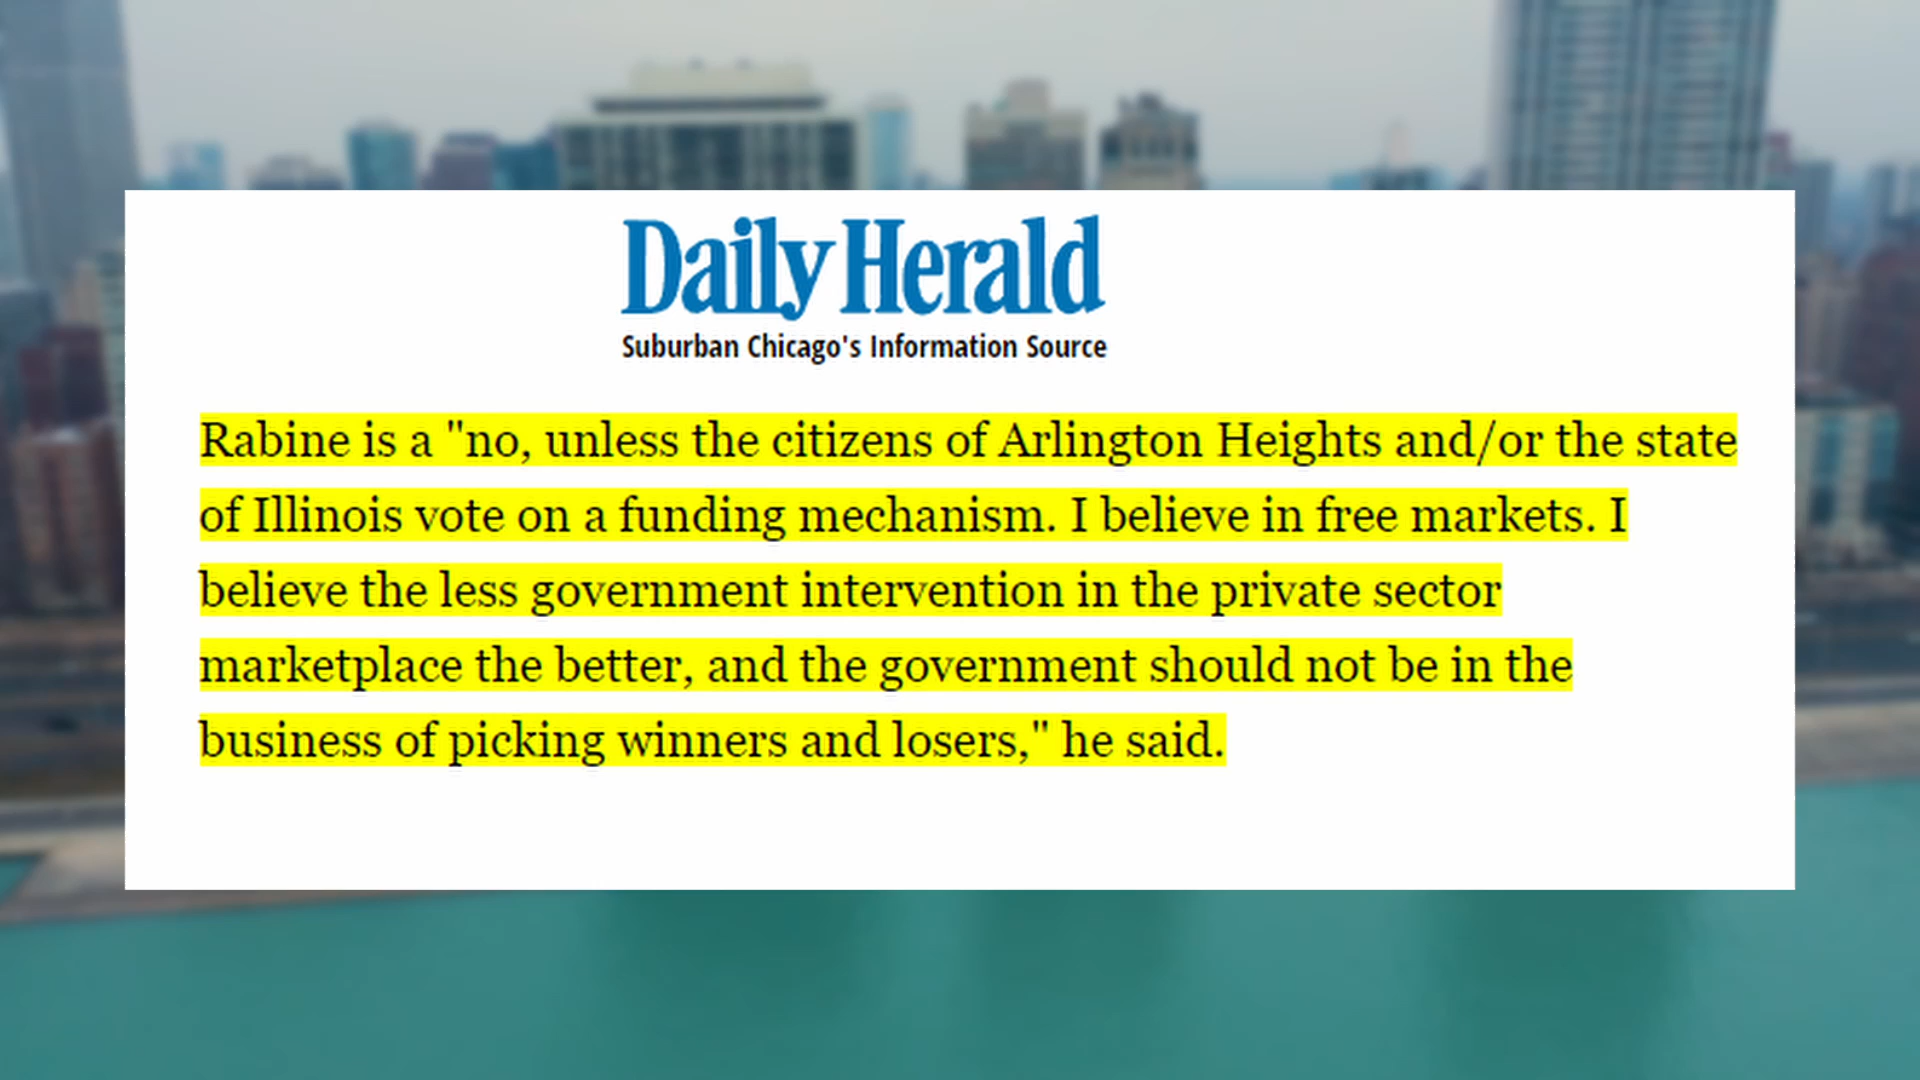 Daily Herald
Suburban Chicago's Information Source
Rabine is a "no, unless the citizens of Arlington Heights and/or the state
of Illinois vote on a funding mechanism. I believe in free markets. I
believe the less government intervention in the private sector
marketplace the better, and the government should not be in the
business of picking winners and losers," he said.